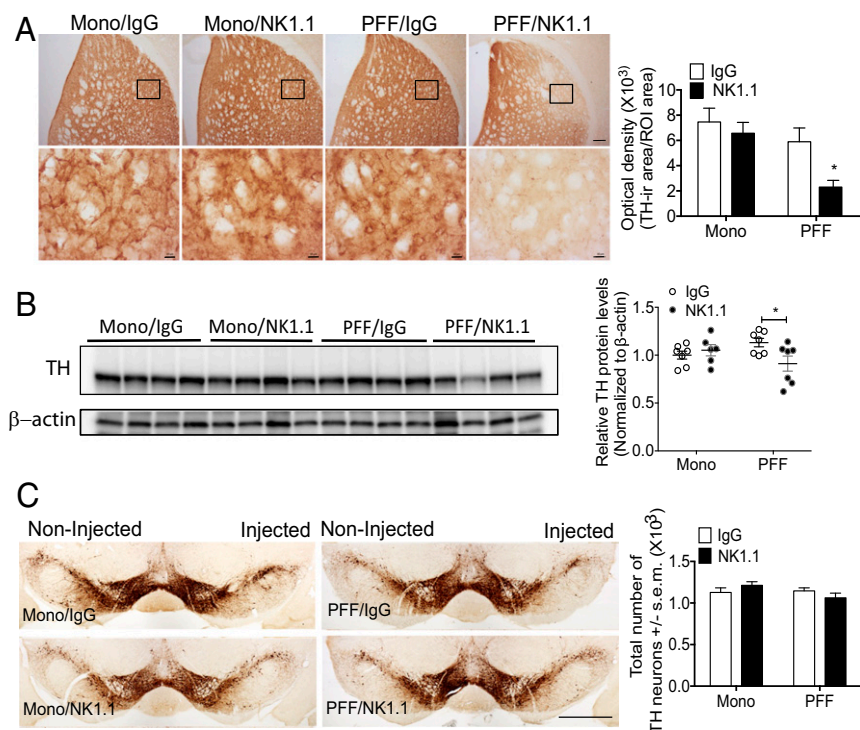 A
Mono/IgG Mono/NK1.1 PFF/IgG PFF/NK1.1
IgG
NK1.1
Optical density (X10³)
(TH-ir area/ROI area)
10
8
6
4
2
0
*
Mono PFF
B
Mono/IgG Mono/NK1.1 PFF/IgG PFF/NK1.1
TH
β-actin
IgG
NK1.1
Relative TH protein levels
(Normalized to β-actin)
1.5
1.0
0.5
0.0
*
Mono PFF
C
Non-Injected Injected Non-Injected Injected
Mono/IgG PFF/IgG
Mono/NK1.1 PFF/NK1.1
IgG
NK1.1
Total number of
TH neurons +/- s.e.m. (X10³)
1.5
1.0
0.5
0.0
Mono PFF